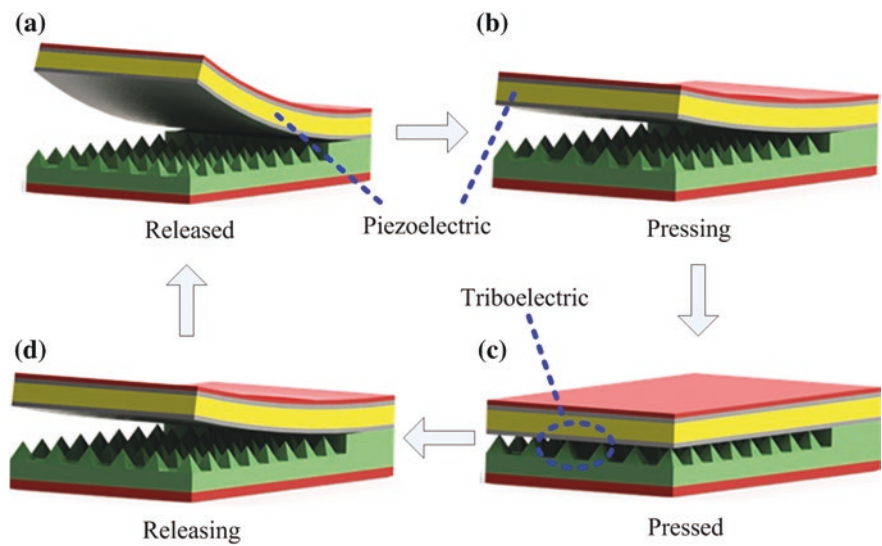 (a)
(b)
Released
Piezoelectric
Pressing
Triboelectric
(d)
(c)
Releasing
Pressed